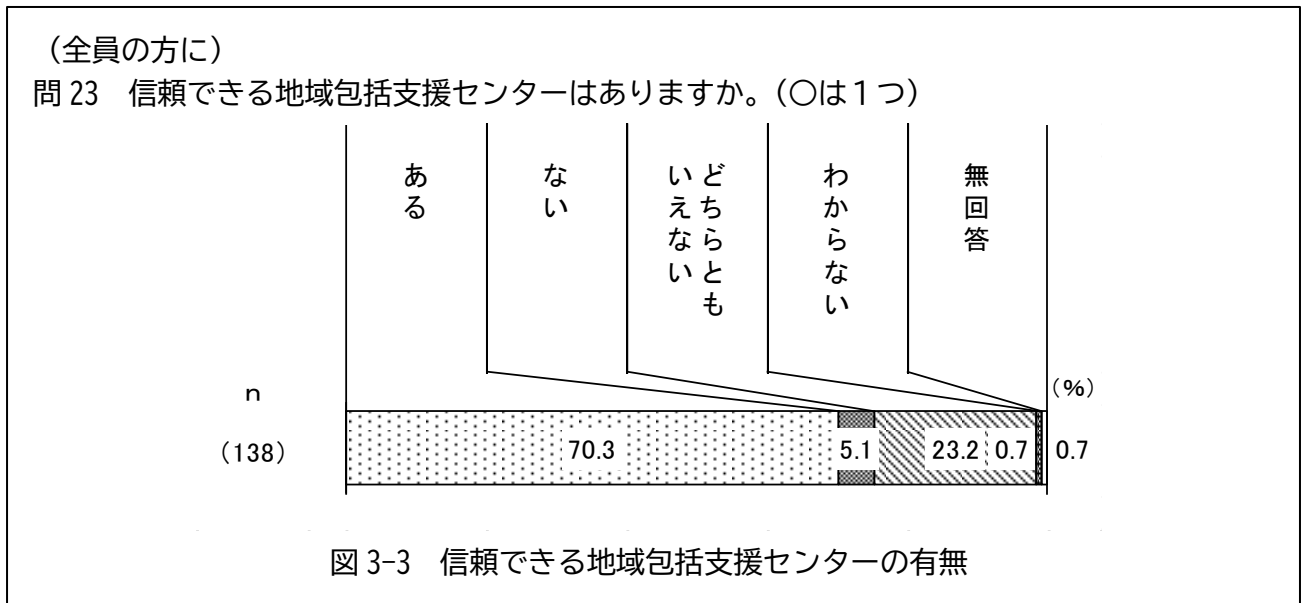 （全員の方に）
問 23　信頼できる地域包括支援センターはありますか。（〇は１つ）
ある
ない
どちらとも
いえない
わからない
無回答
n
（%）
（138）
70.3
5.1
23.2
0.7
0.7
図 3-3　信頼できる地域包括支援センターの有無